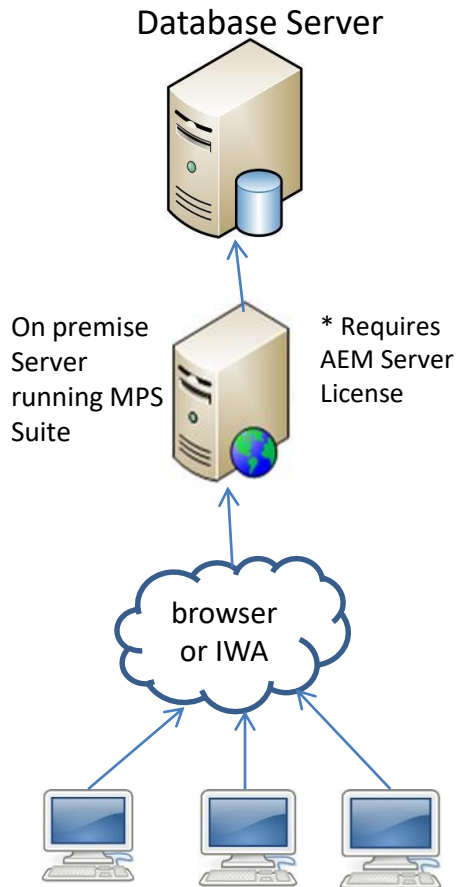 Database Server
On premise
Server
running MPS
Suite
* Requires
AEM Server
License
browser
or IWA